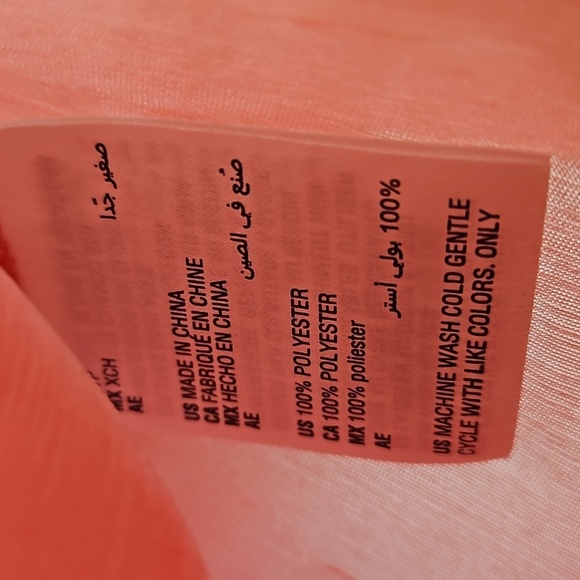 MX XCH
AE صغير جدا
US MADE IN CHINA
CA FABRIQUÉ EN CHINE
MX HECHO EN CHINA
AE صنع في الصين
US 100% POLYESTER
CA 100% POLYESTER
MX 100% poliester
AE 100% بولي استر
US MACHINE WASH COLD GENTLE
CYCLE WITH LIKE COLORS. ONLY